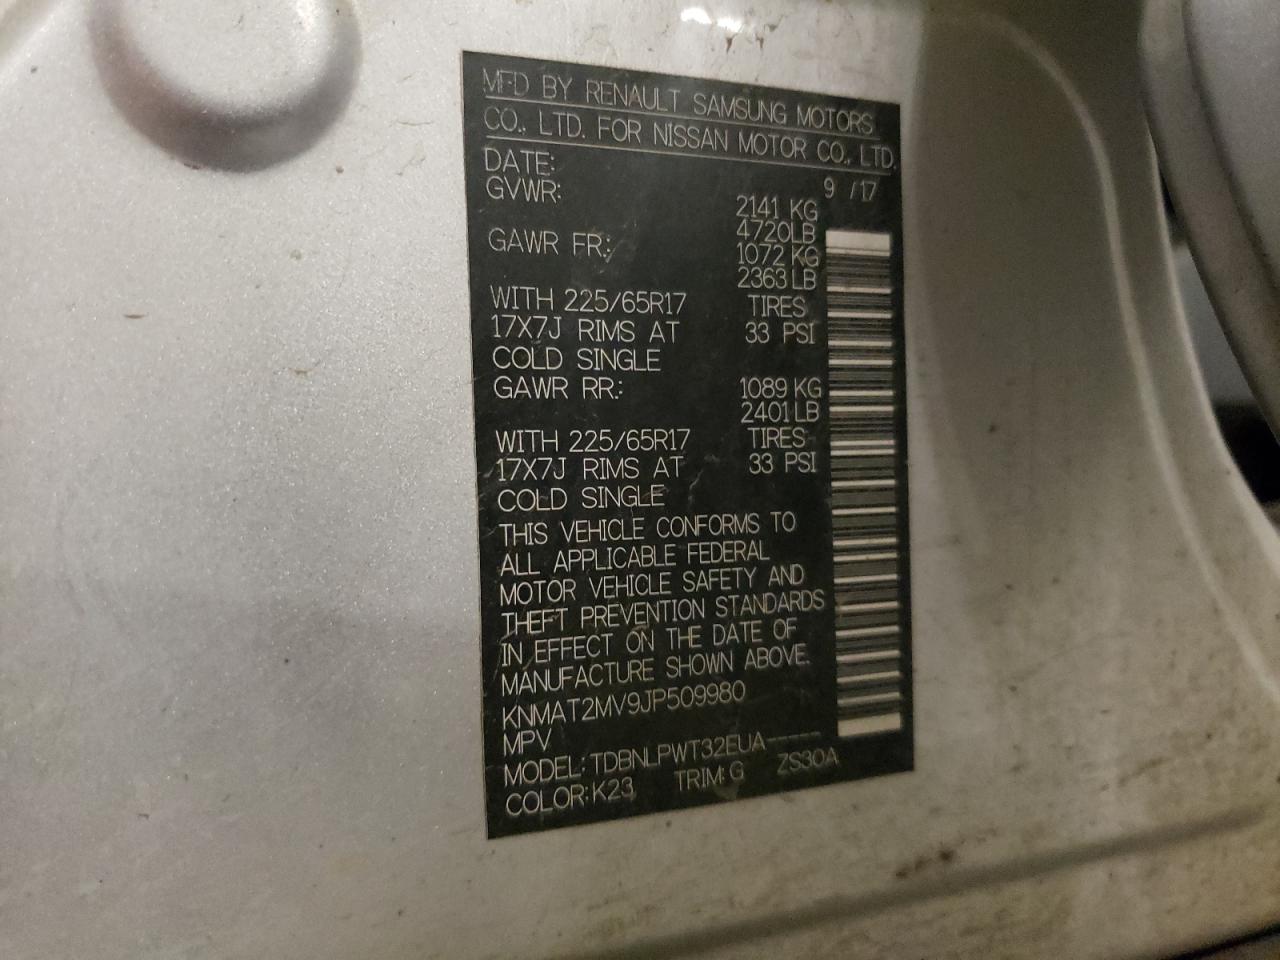 MFD BY RENAULT SAMSUNG MOTORS
CO., LTD. FOR NISSAN MOTOR CO., LTD.
DATE: 9 /17
GVWR: 2141 KG
4720LB
GAWR FR.: 1072 KG
2363 LB
WITH 225/65R17 TIRES
17X7J RIMS AT 33 PSI
COLD SINGLE
GAWR RR.: 1089 KG
2401 LB
WITH 225/65R17 TIRES
17X7J RIMS AT 33 PSI
COLD SINGLE
THIS VEHICLE CONFORMS TO
ALL APPLICABLE FEDERAL
MOTOR VEHICLE SAFETY AND
THEFT PREVENTION STANDARDS
IN EFFECT ON THE DATE OF
MANUFACTURE SHOWN ABOVE.
KNMAT2MV9JP509980
MPV
MODEL: TDBNLPWT32EUA-----
COLOR: K23 TRIM: G ZS30A